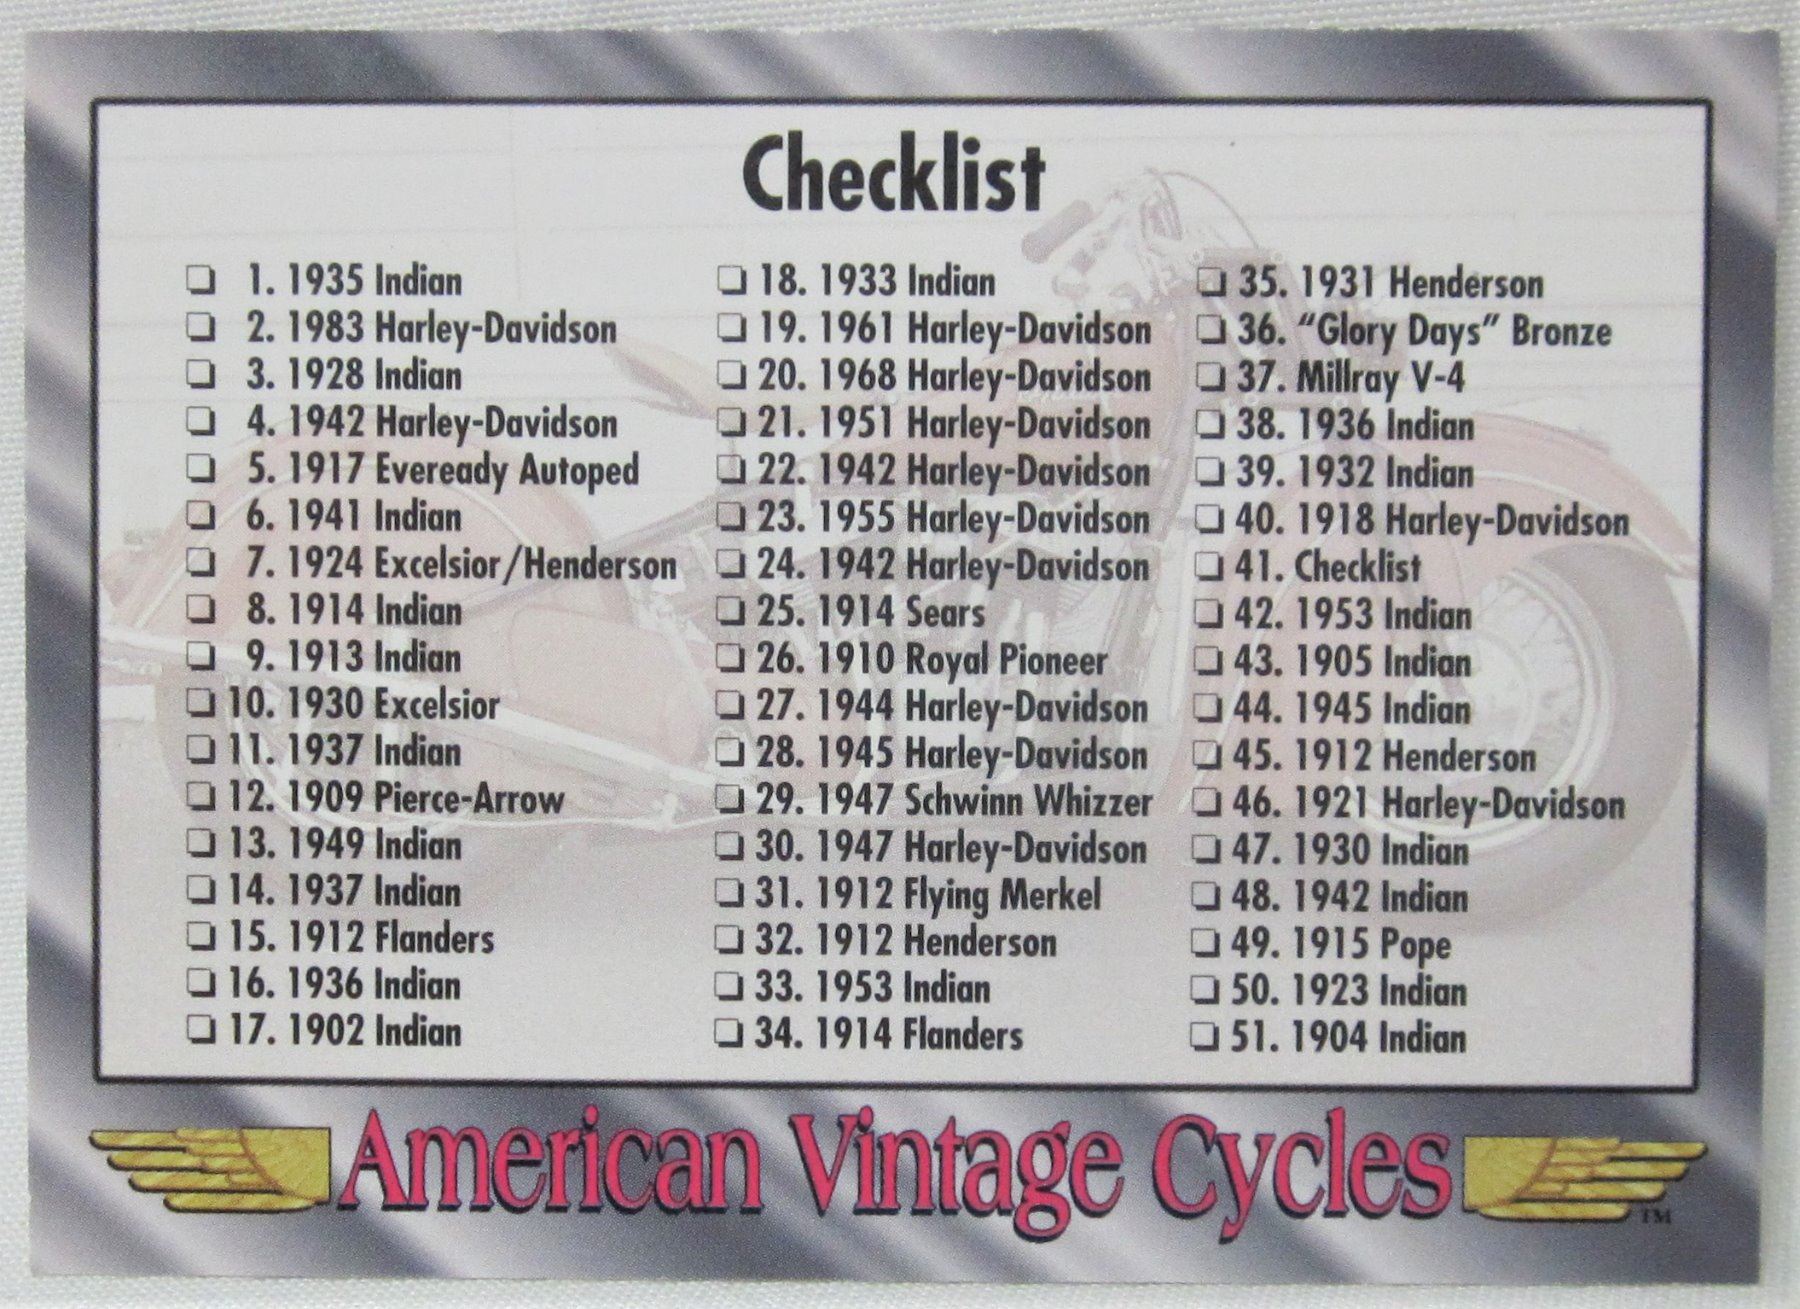 Checklist
1. 1935 Indian
2. 1983 Harley-Davidson
3. 1928 Indian
4. 1942 Harley-Davidson
5. 1917 Eveready Autoped
6. 1941 Indian
7. 1924 Excelsior/Henderson
8. 1914 Indian
9. 1913 Indian
10. 1930 Excelsior
11. 1937 Indian
12. 1909 Pierce-Arrow
13. 1949 Indian
14. 1937 Indian
15. 1912 Flanders
16. 1936 Indian
17. 1902 Indian
18. 1933 Indian
19. 1961 Harley-Davidson
20. 1968 Harley-Davidson
21. 1951 Harley-Davidson
22. 1942 Harley-Davidson
23. 1955 Harley-Davidson
24. 1942 Harley-Davidson
25. 1914 Sears
26. 1910 Royal Pioneer
27. 1944 Harley-Davidson
28. 1945 Harley-Davidson
29. 1947 Schwinn Whizzer
30. 1947 Harley-Davidson
31. 1912 Flying Merkel
32. 1912 Henderson
33. 1953 Indian
34. 1914 Flanders
35. 1931 Henderson
36. “Glory Days” Bronze
37. Millray V-4
38. 1936 Indian
39. 1932 Indian
40. 1918 Harley-Davidson
41. Checklist
42. 1953 Indian
43. 1905 Indian
44. 1945 Indian
45. 1912 Henderson
46. 1921 Harley-Davidson
47. 1930 Indian
48. 1942 Indian
49. 1915 Pope
50. 1923 Indian
51. 1904 Indian
American Vintage Cycles ™